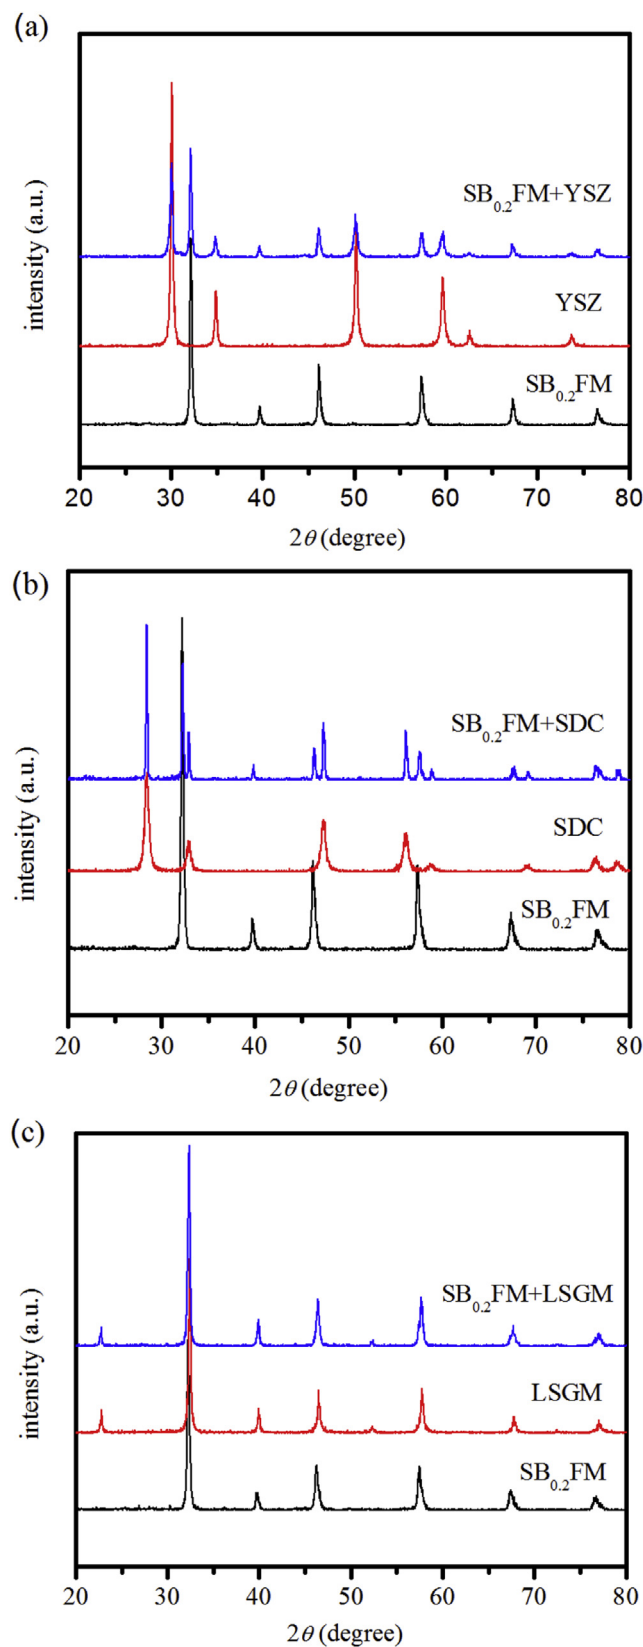 (a)
SB0.2FM+YSZ
YSZ
SB0.2FM
intensity (a.u.)
20 30 40 50 60 70 80
2θ (degree)
(b)
SB0.2FM+SDC
SDC
SB0.2FM
intensity (a.u.)
20 30 40 50 60 70 80
2θ (degree)
(c)
SB0.2FM+LSGM
LSGM
SB0.2FM
intensity (a.u.)
20 30 40 50 60 70 80
2θ (degree)